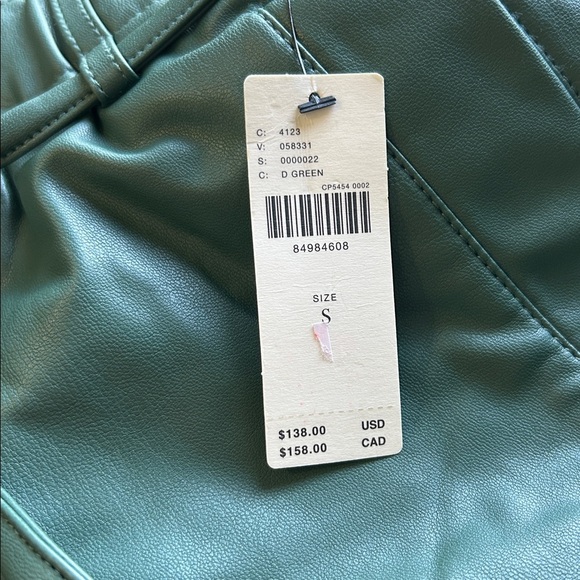 C: 4123
V: 058331
S: 0000022
C: D GREEN
CP5454 0002
84984608
SIZE
S
$138.00 USD
$158.00 CAD